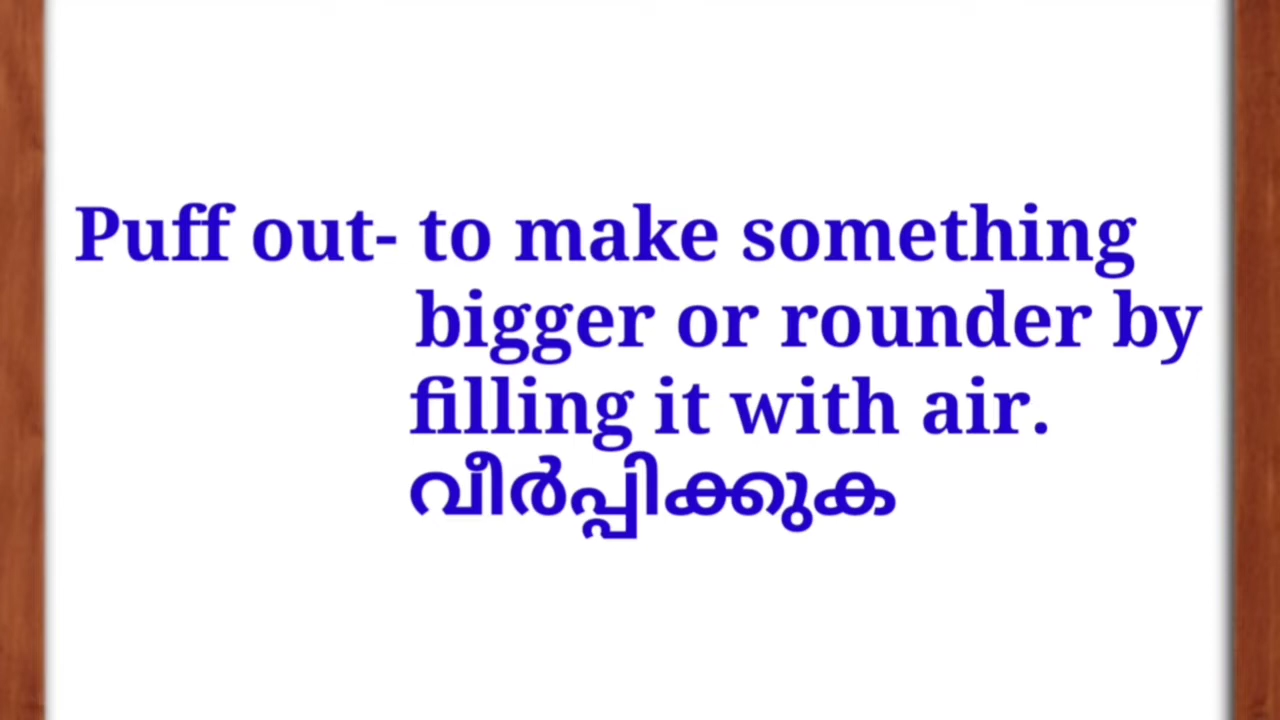 Puff out- to make something
bigger or rounder by
filling it with air.
വീർപ്പിക്കുക